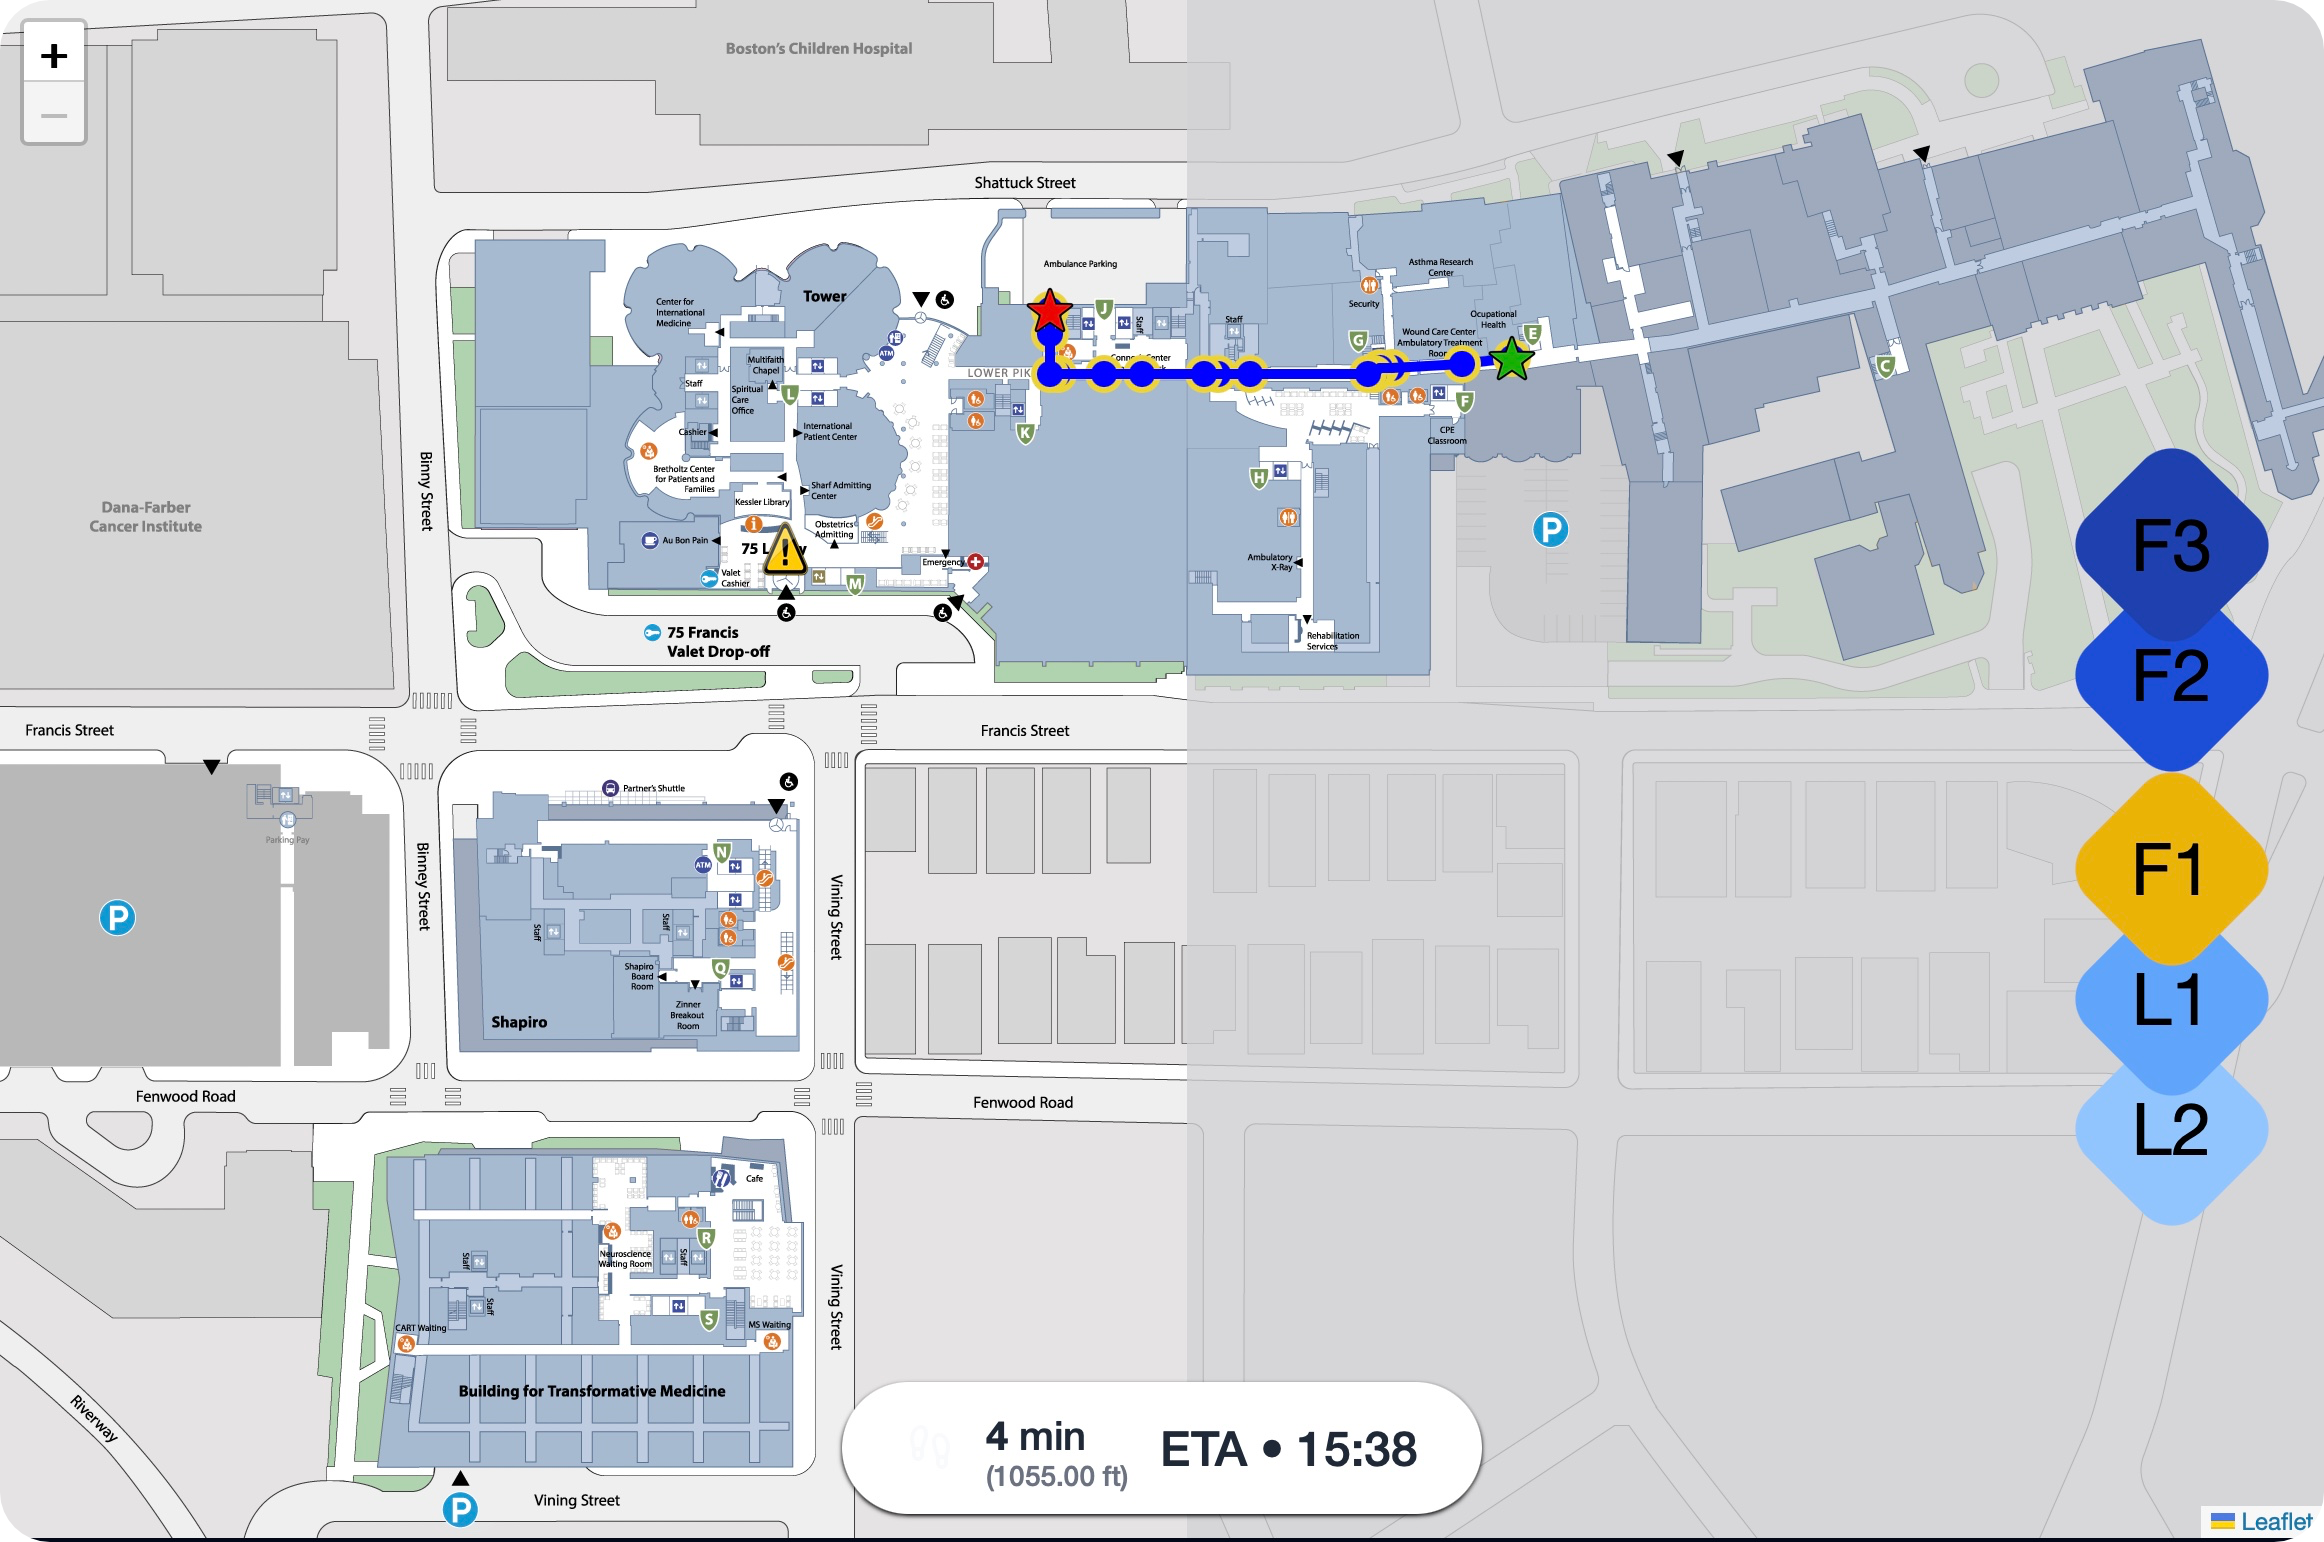 +
−
Boston's Children Hospital
Shattuck Street
Ambulance Parking
Tower
Center for
International
Medicine
Multifaith
Chapel
ATM
Staff
Spiritual
Care
Office
L
Cashier
International
Patient Center
Bretholtz Center
for Patients and
Families
Sharf Admitting
Center
Kessler Library
Obstetrics
Admitting
i
Au Bon Pain
75 L
Valet
Cashier
M
Emergency
75 Francis
Valet Drop-off
LOWER PIK
J
Staff
K
Staff
Asthma Research
Center
Security
G
Occupational
Health
E
Wound Care Center
Ambulatory Treatment
F
CPE
Classroom
H
Ambulatory
X-Ray
Rehabilitation
Services
P
C
Dana-Farber
Cancer Institute
Binny Street
Francis Street
Francis Street
Parking Pay
P
Binney Street
Partner's Shuttle
N
ATM
Staff
Staff
Q
Shapiro
Board
Room
Zinner
Breakout
Room
Shapiro
Vining Street
Fenwood Road
Fenwood Road
Cafe
R
Neuroscience
Waiting Room
Staff
Staff
Staff
S
CART Waiting
MS Waiting
Building for Transformative Medicine
Vining Street
Riverway
P
Vining Street
F3
F2
F1
L1
L2
4 min
(1055.00 ft)
ETA • 15:38
Leaflet